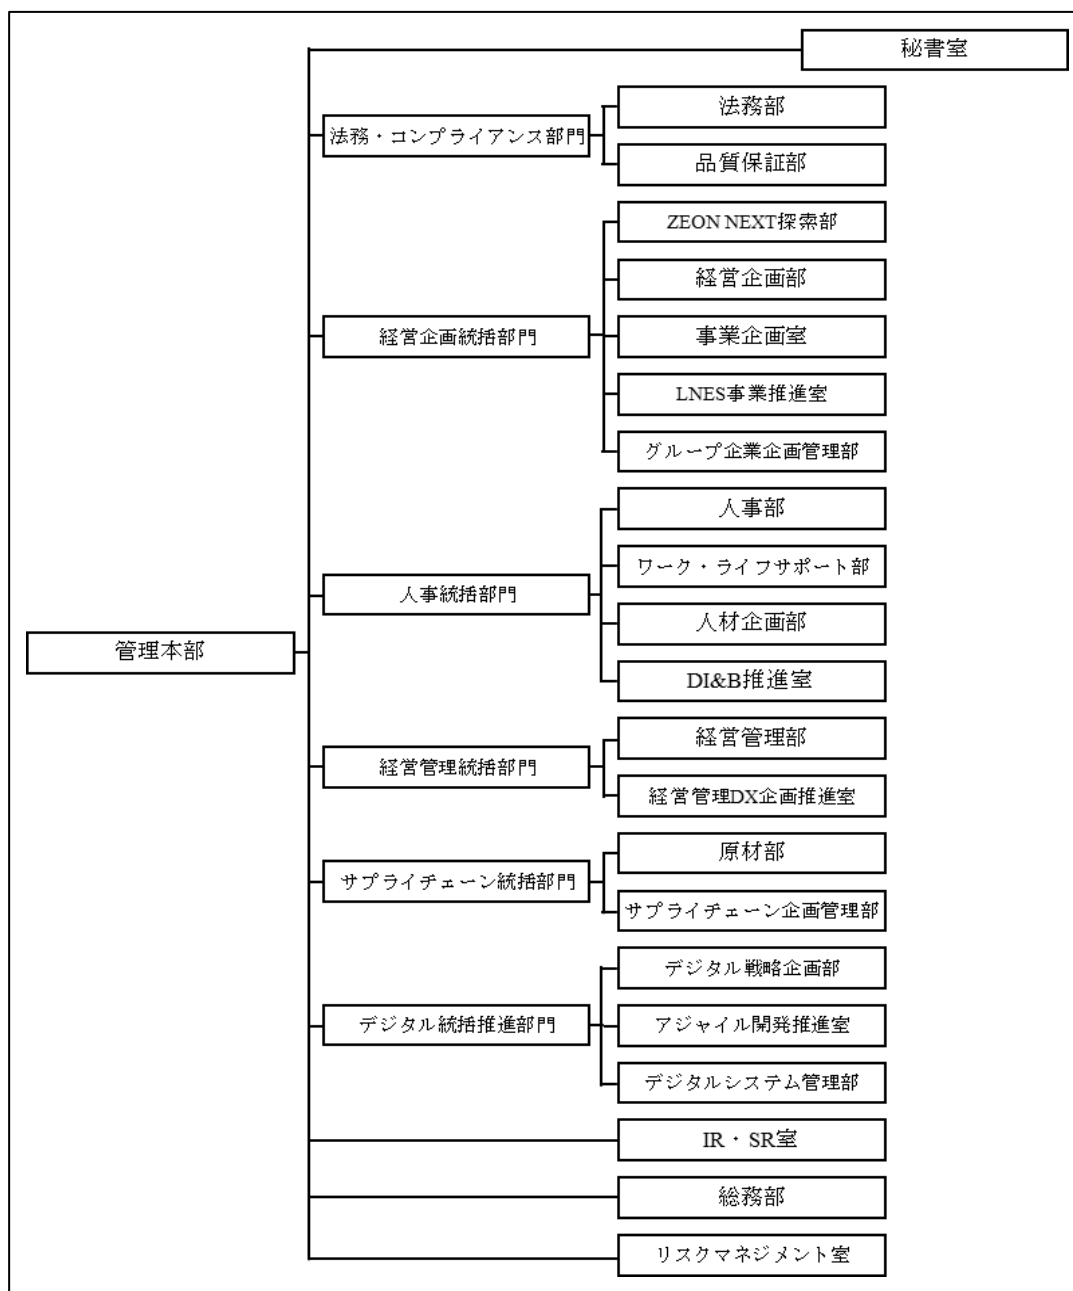 秘書室
法務部
法務・コンプライアンス部門
品質保証部
ZEON NEXT探索部
経営企画部
経営企画統括部門
事業企画室
LNES事業推進室
グループ企業企画管理部
人事部
ワーク・ライフサポート部
人事統括部門
人材企画部
管理本部
DI&B推進室
経営管理部
経営管理統括部門
経営管理DX企画推進室
原材部
サプライチェーン統括部門
サプライチェーン企画管理部
デジタル戦略企画部
デジタル統括推進部門
アジャイル開発推進室
デジタルシステム管理部
IR・SR室
総務部
リスクマネジメント室